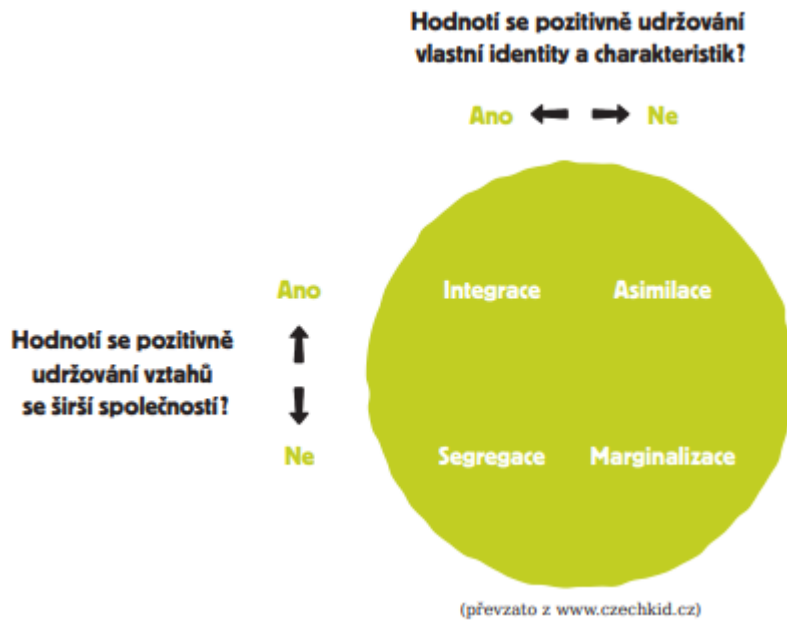 Hodnotí se pozitivně udržování
vlastní identity a charakteristik?
Ano
Ne
Ano
Integrace
Asimilace
Hodnotí se pozitivně
udržování vztahů
se širší společností?
Ne
Segregace
Marginalizace
(převzato z www.czechkid.cz)